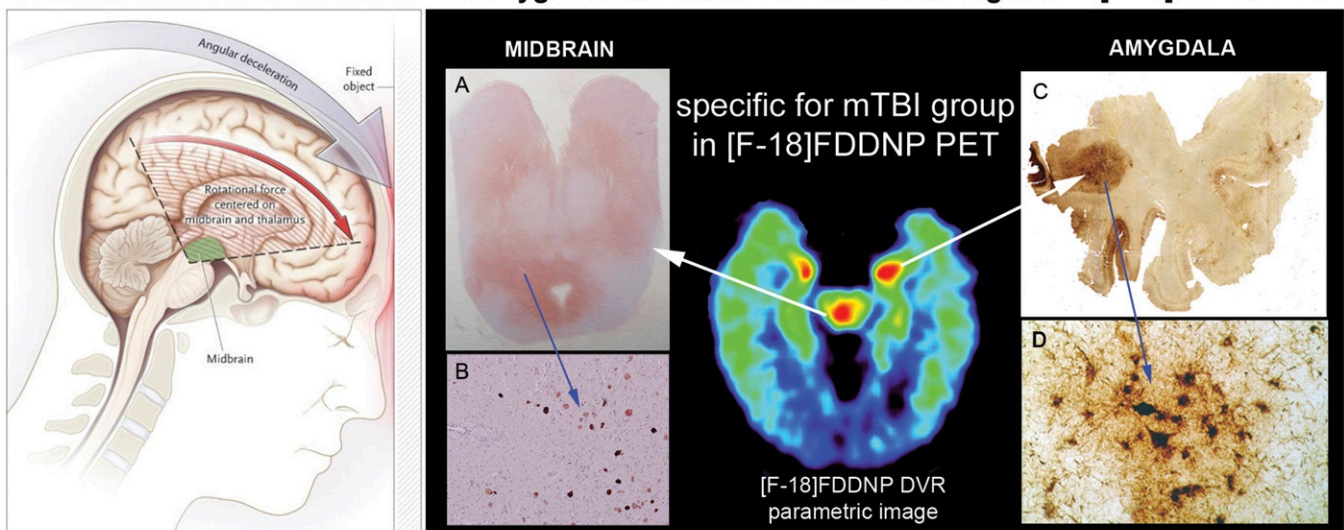 Angular deceleration
Fixed
object
Rotational force
centered on
midbrain and thalamus
Midbrain
MIDBRAIN
AMYGDALA
A
B
C
D
specific for mTBI group
in [F-18]FDDNP PET
[F-18]FDDNP DVR
parametric image